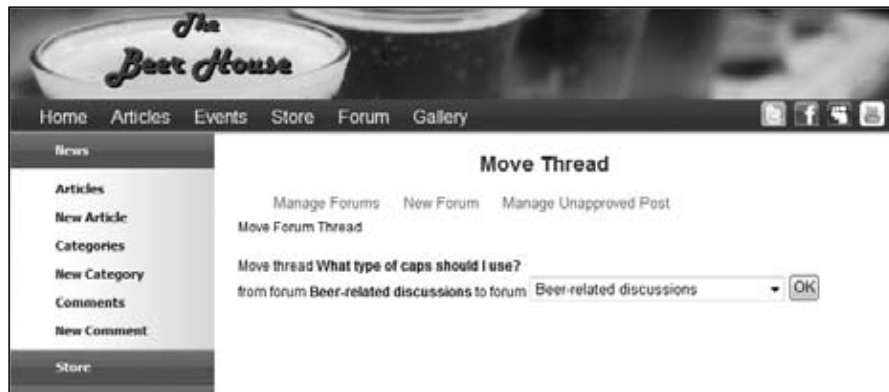 The
Beer House
Home Articles Events Store Forum Gallery
News
Articles
New Article
Categories
New Category
Comments
New Comment
Store
Move Thread
Manage Forums New Forum Manage Unapproved Post
Move Forum Thread
Move thread What type of caps should I use?
from forum Beer-related discussions to forum Beer-related discussions OK